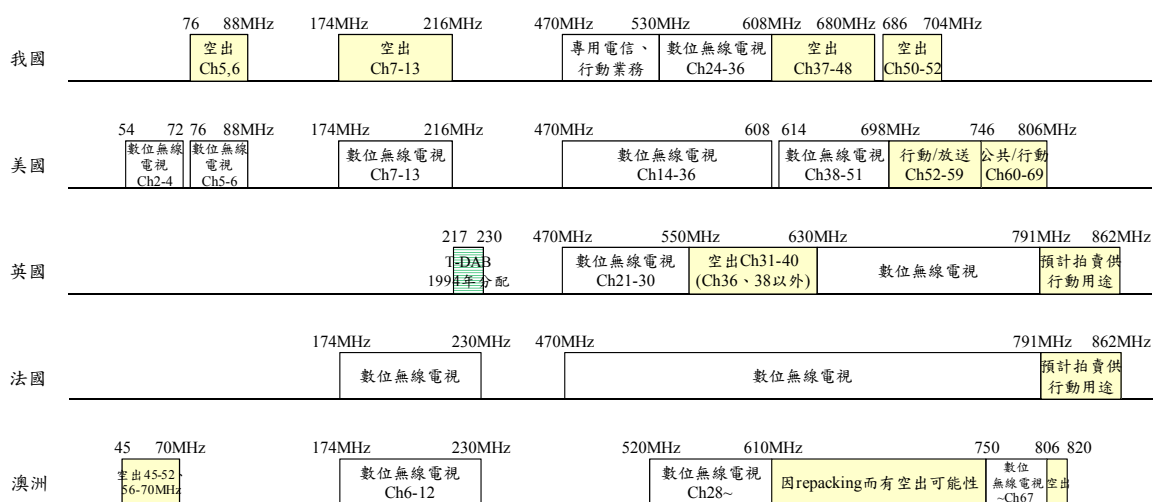 76 88MHz 174MHz 216MHz 470MHz 530MHz 608MHz 680MHz 686 704MHz
我國
空出
Ch5,6
空出
Ch7-13
專用電信、
行動業務
數位無線電視
Ch24-36
空出
Ch37-48
空出
Ch50-52
54 72 76 88MHz 174MHz 216MHz 470MHz 608 614 698MHz 746 806MHz
美國
數位無線
電視
Ch2-4
數位無線
電視
Ch5-6
數位無線電視
Ch7-13
數位無線電視
Ch14-36
數位無線電視
Ch38-51
行動/放送
Ch52-59
公共/行動
Ch60-69
217 230 470MHz 550MHz 630MHz 791MHz 862MHz
英國
T-DAB
1994年分配
數位無線電視
Ch21-30
空出Ch31-40
(Ch36、38以外)
數位無線電視
預計拍賣供
行動用途
174MHz 230MHz 470MHz 791MHz 862MHz
法國
數位無線電視
數位無線電視
預計拍賣供
行動用途
45 70MHz 174MHz 230MHz 520MHz 610MHz 750 806 820
澳洲
空出45-52、
56-70MHz
數位無線電視
Ch6-12
數位無線電視
Ch28~
因repacking而有空出可能性
數位
無線電視
~Ch67
空出